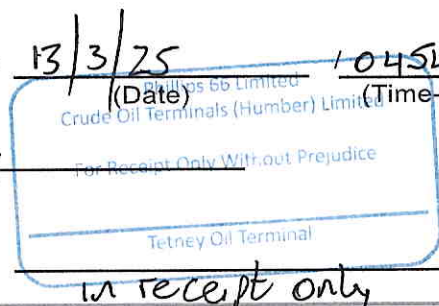 13/3/25 / 0454
Phillips 66 Limited
(Date) (Time-
Crude Oil Terminals (Humber) Limited
For Receipt Only Without Prejudice
Tetney Oil Terminal
in receipt only